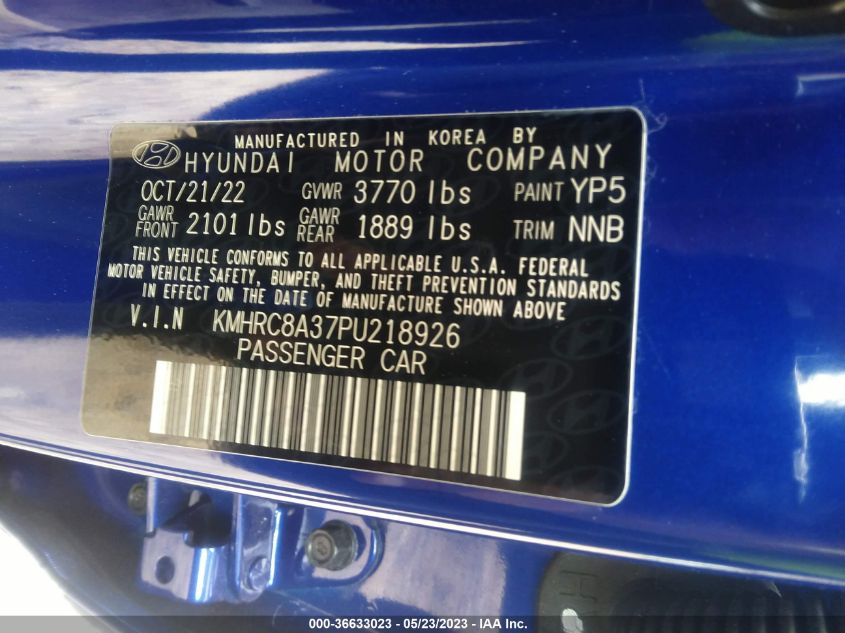 MANUFACTURED IN KOREA BY
HYUNDAI MOTOR COMPANY
OCT/21/22 GVWR 3770 lbs PAINT YP5
GAWR FRONT 2101 lbs GAWR REAR 1889 lbs TRIM NNB
THIS VEHICLE CONFORMS TO ALL APPLICABLE U.S.A. FEDERAL
MOTOR VEHICLE SAFETY, BUMPER, AND THEFT PREVENTION STANDARDS
IN EFFECT ON THE DATE OF MANUFACTURE SHOWN ABOVE
V.I.N KMHRC8A37PU218926
PASSENGER CAR
000-36633023 - 05/23/2023 - IAA Inc.